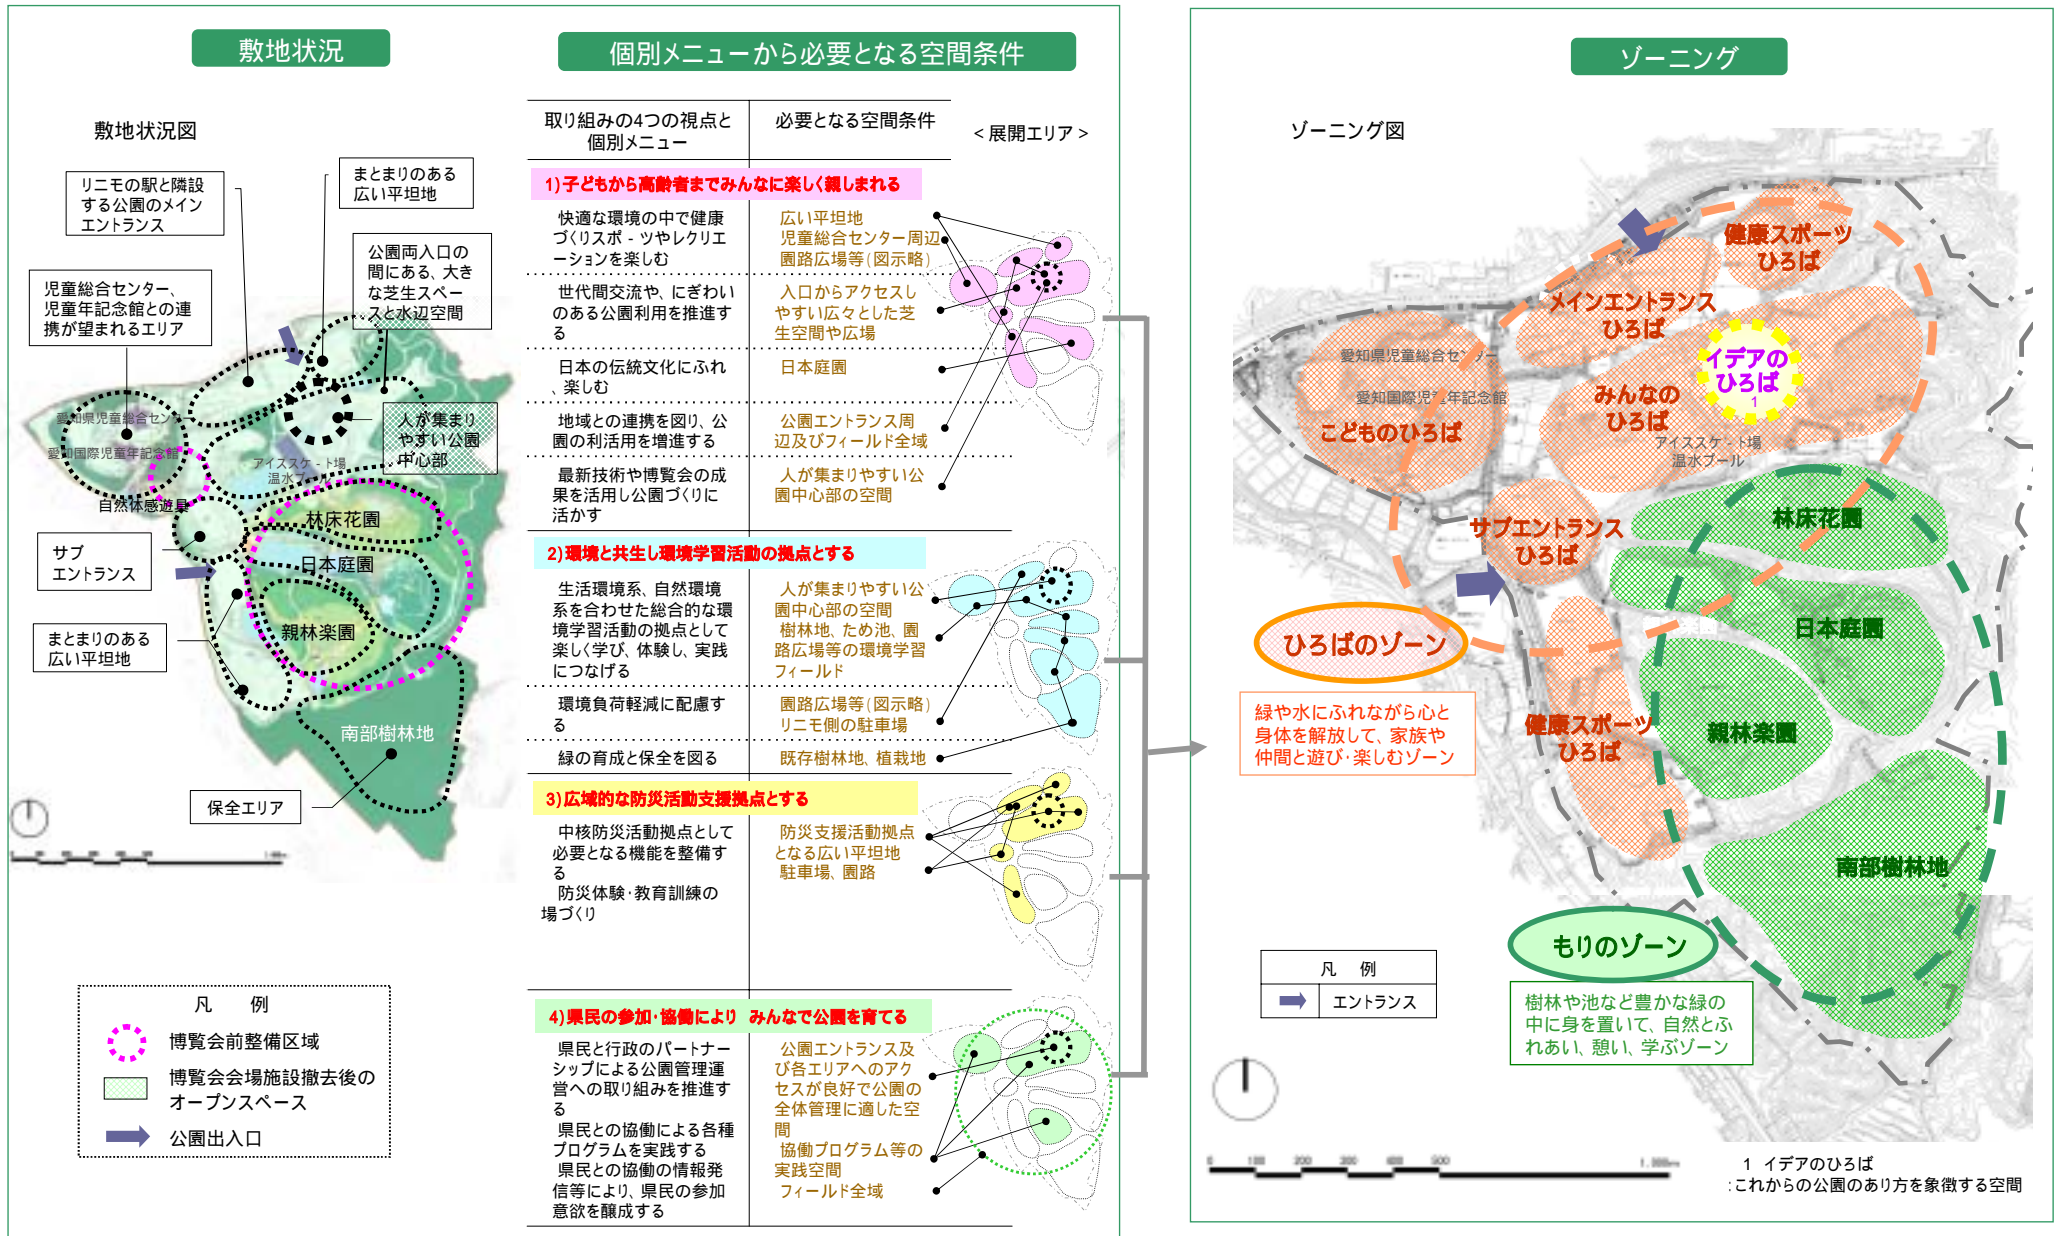 敷地状況
敷地状況図
リニモの駅と隣設
する公園のメイン
エントランス
まとまりのある
広い平坦地
公園両入口の
間にある、大き
な芝生スペー
スと水辺空間
児童総合センター、
児童年記念館との連
携が望まれるエリア
愛知県児童総合センター
愛知国際児童年記念館
人が集まり
やすい公園
中心部
アイススケ-ト場
温水プール
自然体感遊具
林床花園
日本庭園
親林楽園
サブ
エントランス
まとまりのある
広い平坦地
南部樹林地
保全エリア
凡 例
博覧会前整備区域
博覧会会場施設撤去後の
オープンスペース
公園出入口
個別メニューから必要となる空間条件
取り組みの4つの視点と
個別メニュー
必要となる空間条件
<展開エリア>
1)子どもから高齢者までみんなに楽しく親しまれる
快適な環境の中で健康
づくりスポ-ツやレクリエ
ーションを楽しむ
広い平坦地
児童総合センター周辺
園路広場等(図示略)
世代間交流や、にぎわい
のある公園利用を推進す
る
入口からアクセスし
やすい広々とした芝
生空間や広場
日本の伝統文化にふれ
、楽しむ
日本庭園
地域との連携を図り、公
園の利活用を増進する
公園エントランス周
辺及びフィールド全域
最新技術や博覧会の成
果を活用し公園づくりに
活かす
人が集まりやすい公
園中心部の空間
2)環境と共生し環境学習活動の拠点とする
生活環境系、自然環境
系を合わせた総合的な環
境学習活動の拠点として
楽しく学び、体験し、実践
につなげる
人が集まりやすい公
園中心部の空間
樹林地、ため池、園
路広場等の環境学習
フィールド
環境負荷軽減に配慮す
る
園路広場等(図示略)
リニモ側の駐車場
緑の育成と保全を図る
既存樹林地、植栽地
3)広域的な防災活動支援拠点とする
中核防災活動拠点として
必要となる機能を整備す
る
防災体験・教育訓練の
場づくり
防災支援活動拠点
となる広い平坦地
駐車場、園路
4)県民の参加・協働により みんなで公園を育てる
県民と行政のパートナー
シップによる公園管理運
営への取り組みを推進す
る
県民との協働による各種
プログラムを実践する
県民との協働の情報発
信等により、県民の参加
意欲を醸成する
公園エントランス及
び各エリアへのアク
セスが良好で公園の
全体管理に適した空
間
協働プログラム等の
実践空間
フィールド全域
ゾーニング
ゾーニング図
健康スポーツ
ひろば
メインエントランス
ひろば
愛知県児童総合センター
愛知国際児童年記念館
こどものひろば
イデアの
ひろば
1
みんなの
ひろば
アイススケ-ト場
温水プール
サブエントランス
ひろば
林床花園
日本庭園
ひろばのゾーン
緑や水にふれながら心と
身体を解放して、家族や
仲間と遊び・楽しむゾーン
健康スポーツ
ひろば
親林楽園
南部樹林地
もりのゾーン
樹林や池など豊かな緑の
中に身を置いて、自然とふ
れあい、憩い、学ぶゾーン
凡 例
エントランス
0 100 200 300 400 500 1,000m
1 イデアのひろば
:これからの公園のあり方を象徴する空間